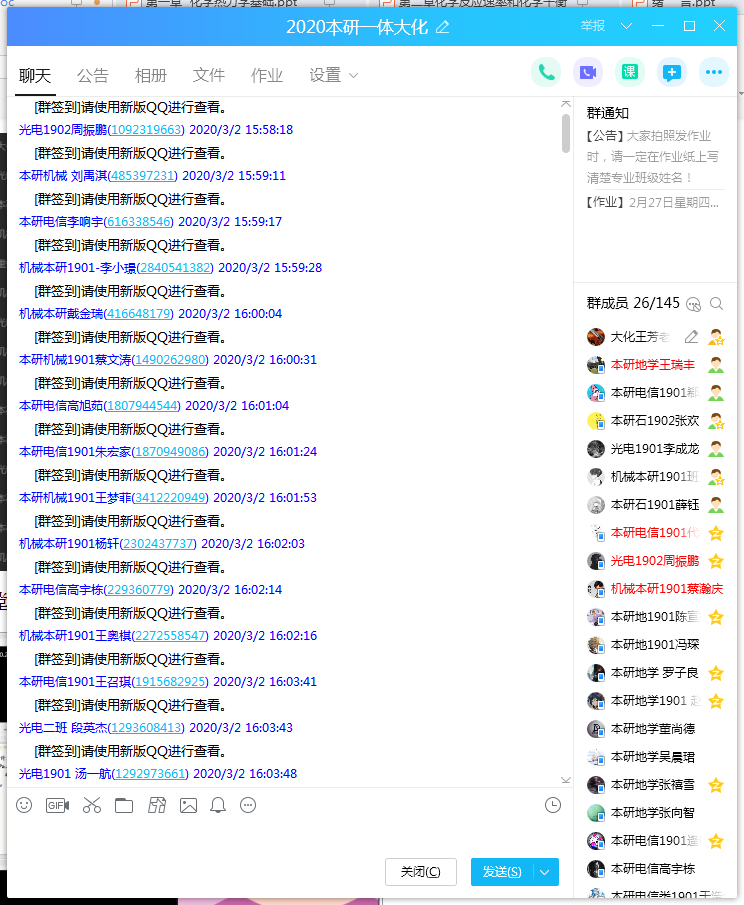 第一章 化学热力学基础.ppt
第二章化学反应速率和化学平衡
2020本研一体大化
举报
聊天 公告 相册 文件 作业 设置
课
[群签到]请使用新版QQ进行查看。
光电1902周振鹏(1092319663) 2020/3/2 15:58:18
[群签到]请使用新版QQ进行查看。
本研机械 刘禹淇(485397231) 2020/3/2 15:59:11
[群签到]请使用新版QQ进行查看。
本研电信李响宇(616338546) 2020/3/2 15:59:17
[群签到]请使用新版QQ进行查看。
机械本研1901-李小璟(2840541382) 2020/3/2 15:59:28
[群签到]请使用新版QQ进行查看。
机械本研戴金瑞(416648179) 2020/3/2 16:00:04
[群签到]请使用新版QQ进行查看。
本研机械1901蔡文涛(1490262980) 2020/3/2 16:00:31
[群签到]请使用新版QQ进行查看。
本研电信高旭茹(1807944544) 2020/3/2 16:01:04
[群签到]请使用新版QQ进行查看。
本研电信1901朱宏家(1870949086) 2020/3/2 16:01:24
[群签到]请使用新版QQ进行查看。
本研机械1901王梦菲(3412220949) 2020/3/2 16:01:53
[群签到]请使用新版QQ进行查看。
机械本研1901杨轩(2302437737) 2020/3/2 16:02:03
[群签到]请使用新版QQ进行查看。
本研电信高宇栋(229360779) 2020/3/2 16:02:14
[群签到]请使用新版QQ进行查看。
机械本研1901王奥棋(2272558547) 2020/3/2 16:02:16
[群签到]请使用新版QQ进行查看。
本研电信1901王召琪(1915682925) 2020/3/2 16:03:41
[群签到]请使用新版QQ进行查看。
光电二班 段英杰(1293608413) 2020/3/2 16:03:43
[群签到]请使用新版QQ进行查看。
光电1901 汤一航(1292973661) 2020/3/2 16:03:48
GIF
关闭(C)
发送(S)
群通知
【公告】大家拍照发作业
时，请一定在作业纸上写
清楚专业班级姓名！
【作业】2月27日星期四...
群成员 26/145
大化王芳老
本研地学王瑞丰
本研电信1901郗
本研石1902张欢
光电1901李成龙
机械本研1901班
本研石1901薛钰
本研电信1901代
光电1902周振鹏
机械本研1901蔡瀚庆
本研地1901陈宣
本研地1901冯琛
本研地学 罗子良
本研地学1901 赵
本研地学董尚德
本研地学吴晨珺
本研地学张禧雪
本研地学张向智
本研电信1901
本研电信高宇栋